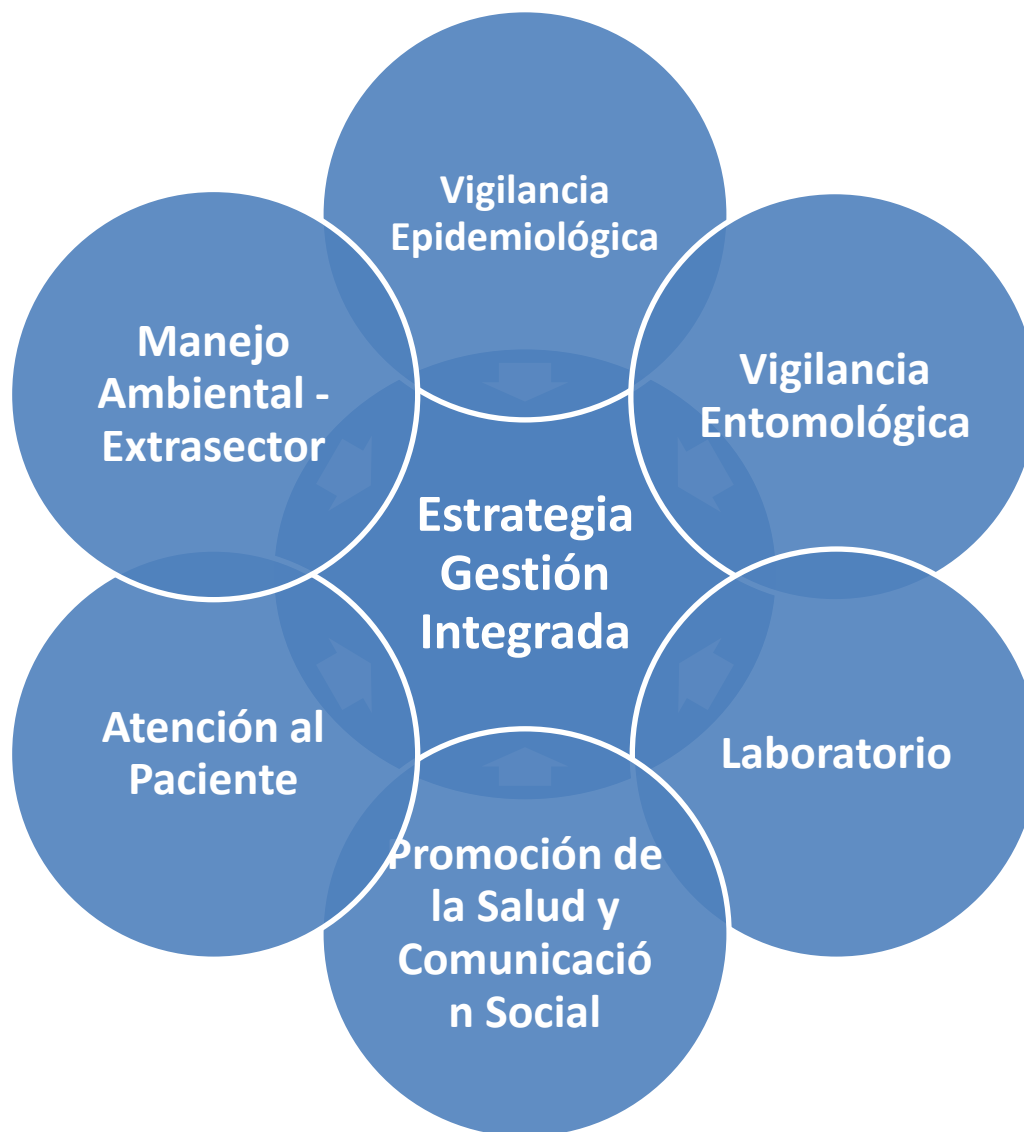 Vigilancia
Epidemiológica
Manejo
Ambiental -
Extrasector
Vigilancia
Entomológica
Estrategia
Gestión
Integrada
Atención al
Paciente
Laboratorio
Promoción de
la Salud y
Comunicació
n Social